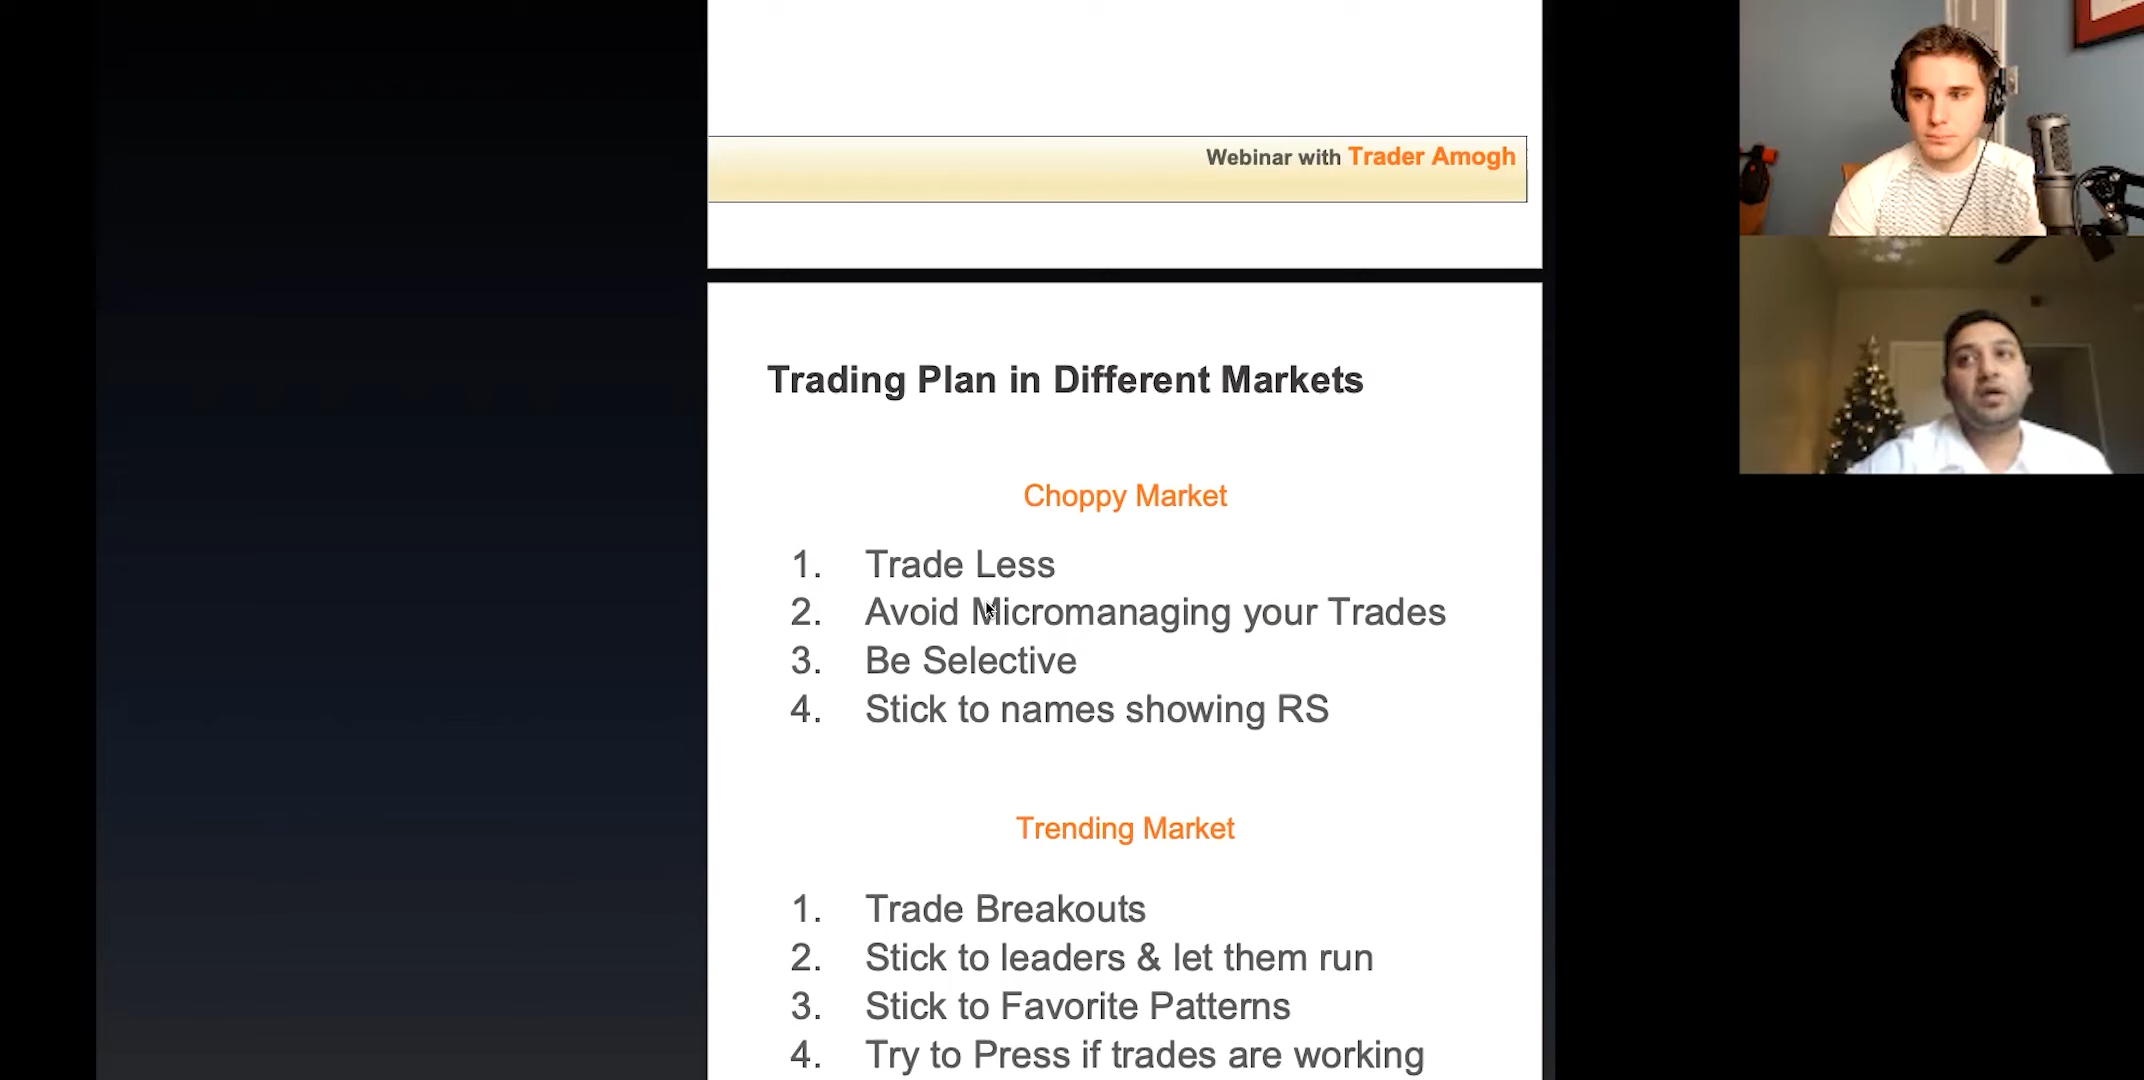 Webinar with Trader Amogh
Trading Plan in Different Markets
Choppy Market
1. Trade Less
2. Avoid Micromanaging your Trades
3. Be Selective
4. Stick to names showing RS
Trending Market
1. Trade Breakouts
2. Stick to leaders & let them run
3. Stick to Favorite Patterns
4. Try to Press if trades are working